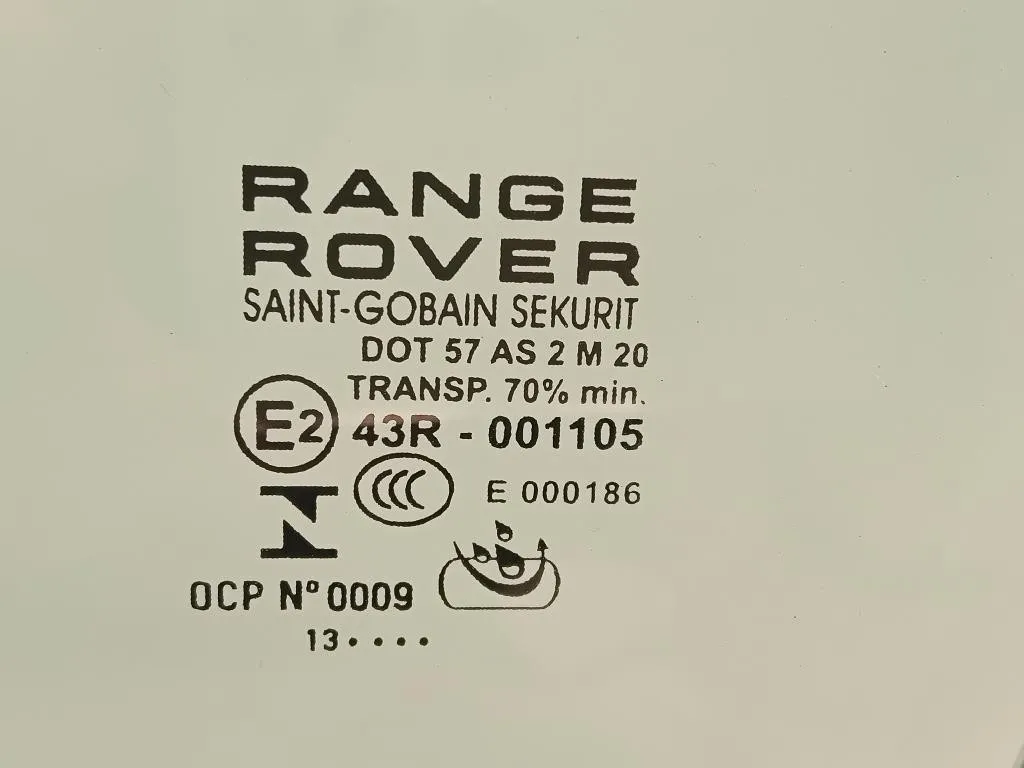 RANGE
ROVER
SAINT-GOBAIN SEKURIT
DOT 57 AS 2 M 20
TRANSP. 70% min.
E2 43R - 001105
CCC E 000186
OCP Nº 0009
13····